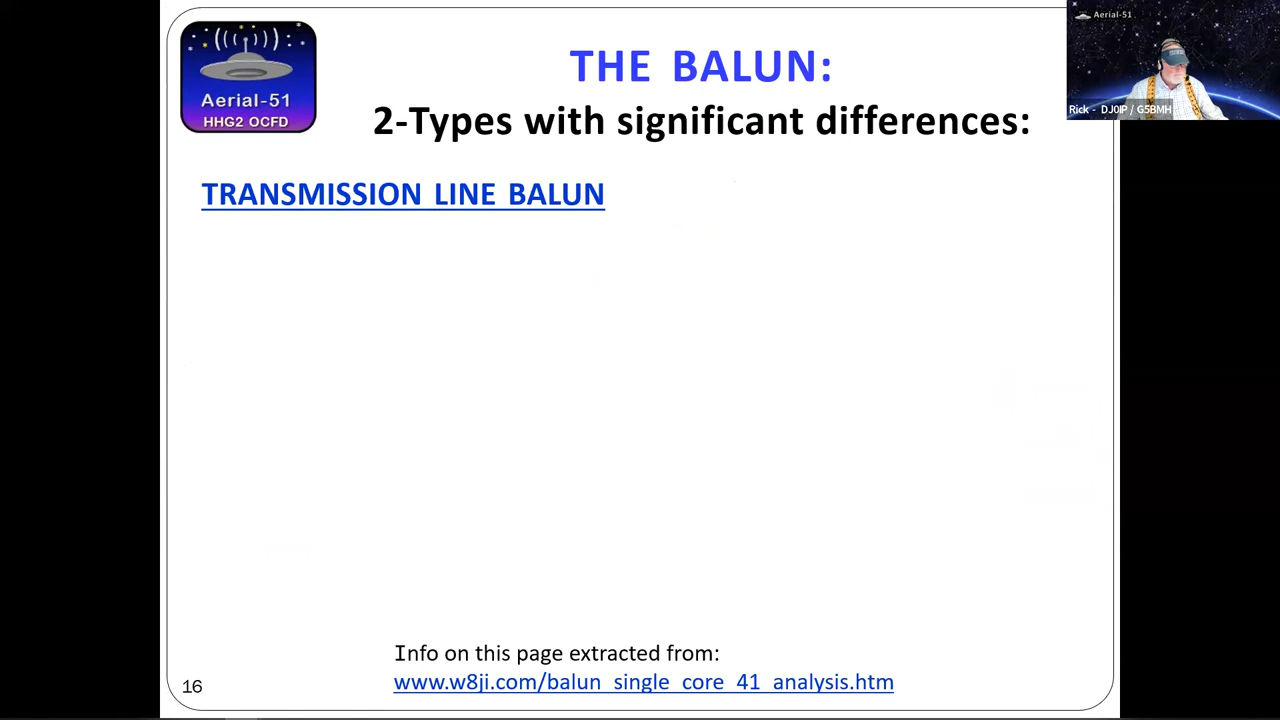 Aerial-51
HHG2 OCFD
THE BALUN:
2-Types with significant differences:
Aerial-51
Rick - DJ0IP / G5BMH
TRANSMISSION LINE BALUN
Info on this page extracted from:
www.w8ji.com/balun_single_core_41_analysis.htm
16